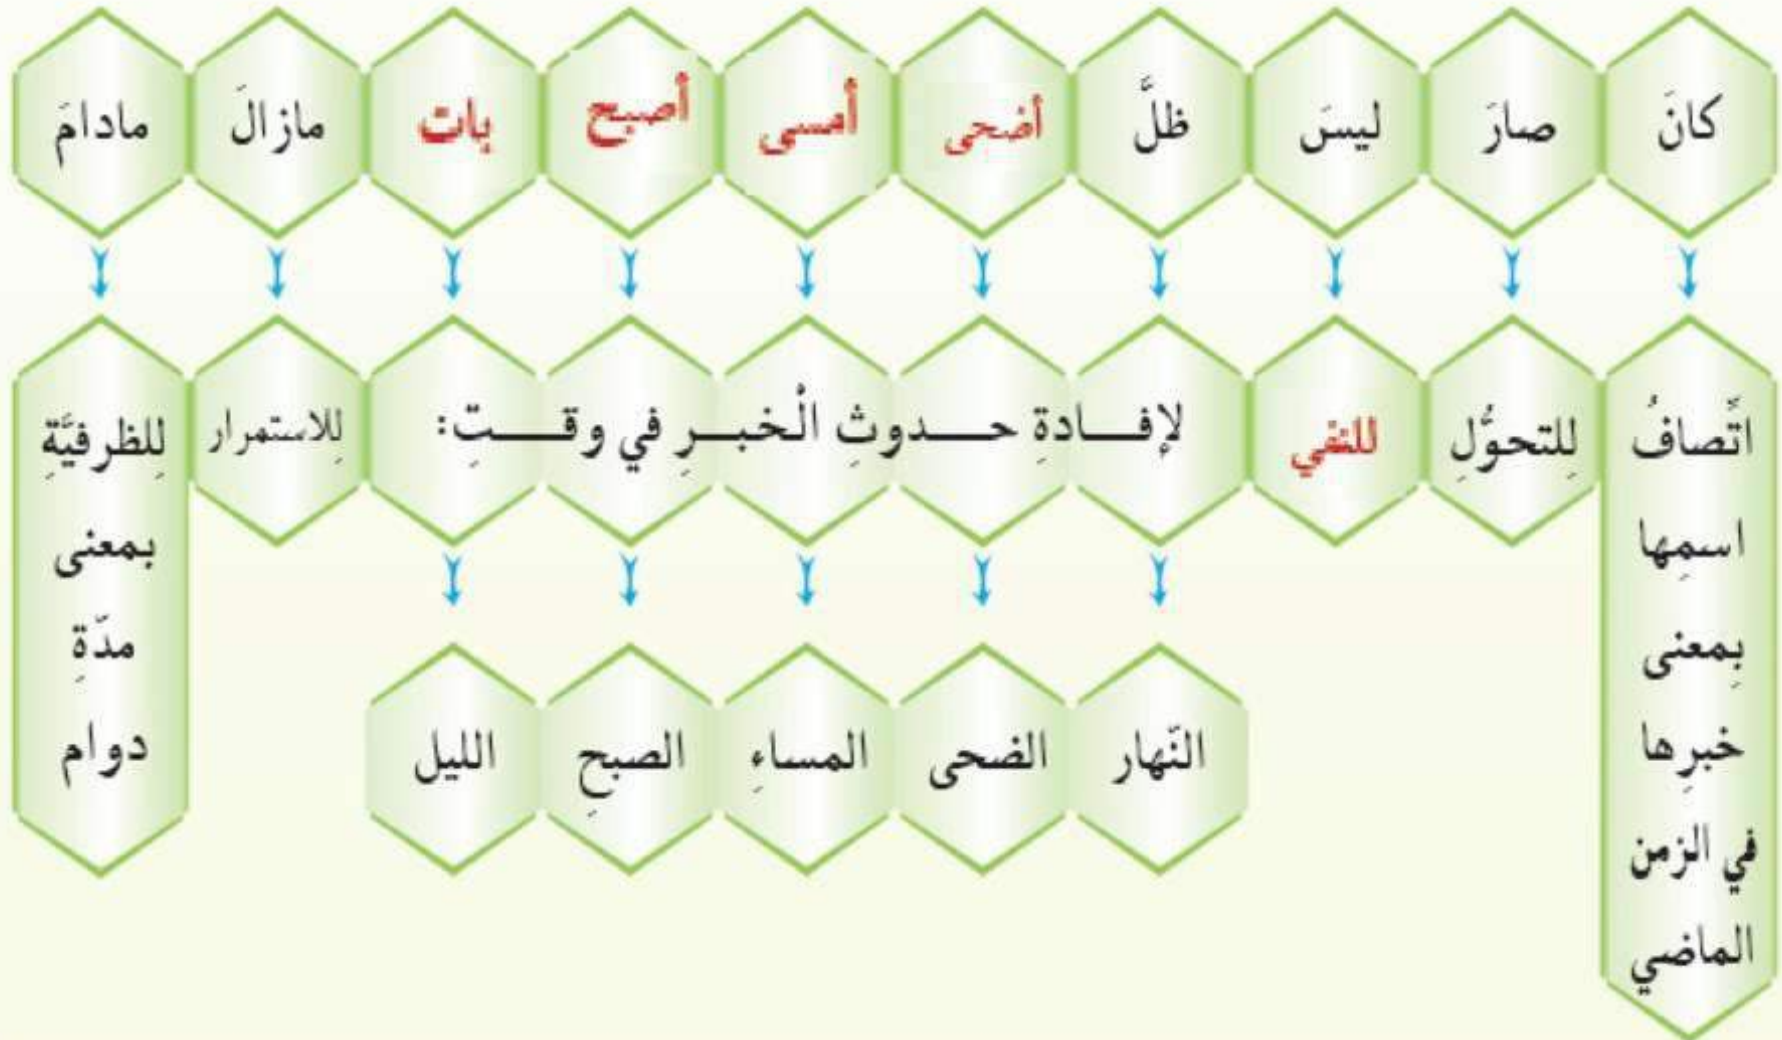 كانَ صارَ ليسَ ظلَّ أضحى أمسى أصبح بات مازالَ مادامَ
اتِّصافُ
اسمِها
بِمعنى
خبرِها
في الزمن
الماضي
لِلتحوُّلِ
للنفي
لإفــادةِ حــدوثِ الْخبــرِ في وقــتِ:
النّهار الضحى المساءِ الصبحِ الليل
لِلاستمرار
لِلظرفيَّةِ
بمعنى
مدّةِ
دوام